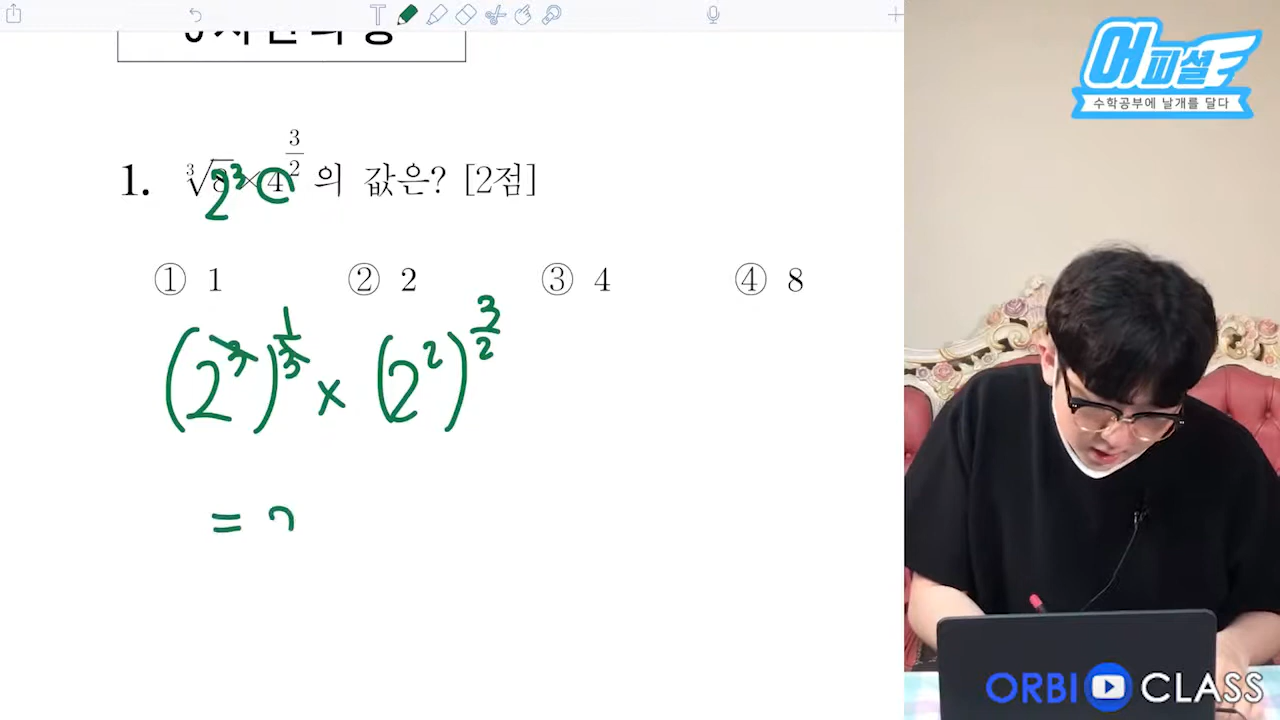 어피셜
수학공부에 날개를 달다
1. ∛8 × 4^(3/2) 의 값은? [2점]
2³
① 1 ② 2 ③ 4 ④ 8
(2³)^(1/3) × (2²)^(3/2)
=
ORBI CLASS